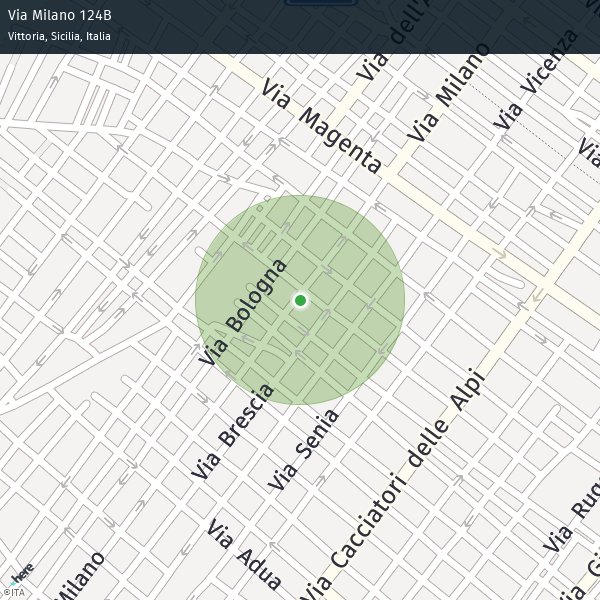 Via Milano 124B
Vittoria, Sicilia, Italia
Via dell'A
Via Milano
Via Vicenza
Via Magenta
Via
Via Bologna
Via Brescia
Via Senia
Via Cacciatori delle Alpi
Via Adua
Milano
Via Rug
Via G
here
©ITA